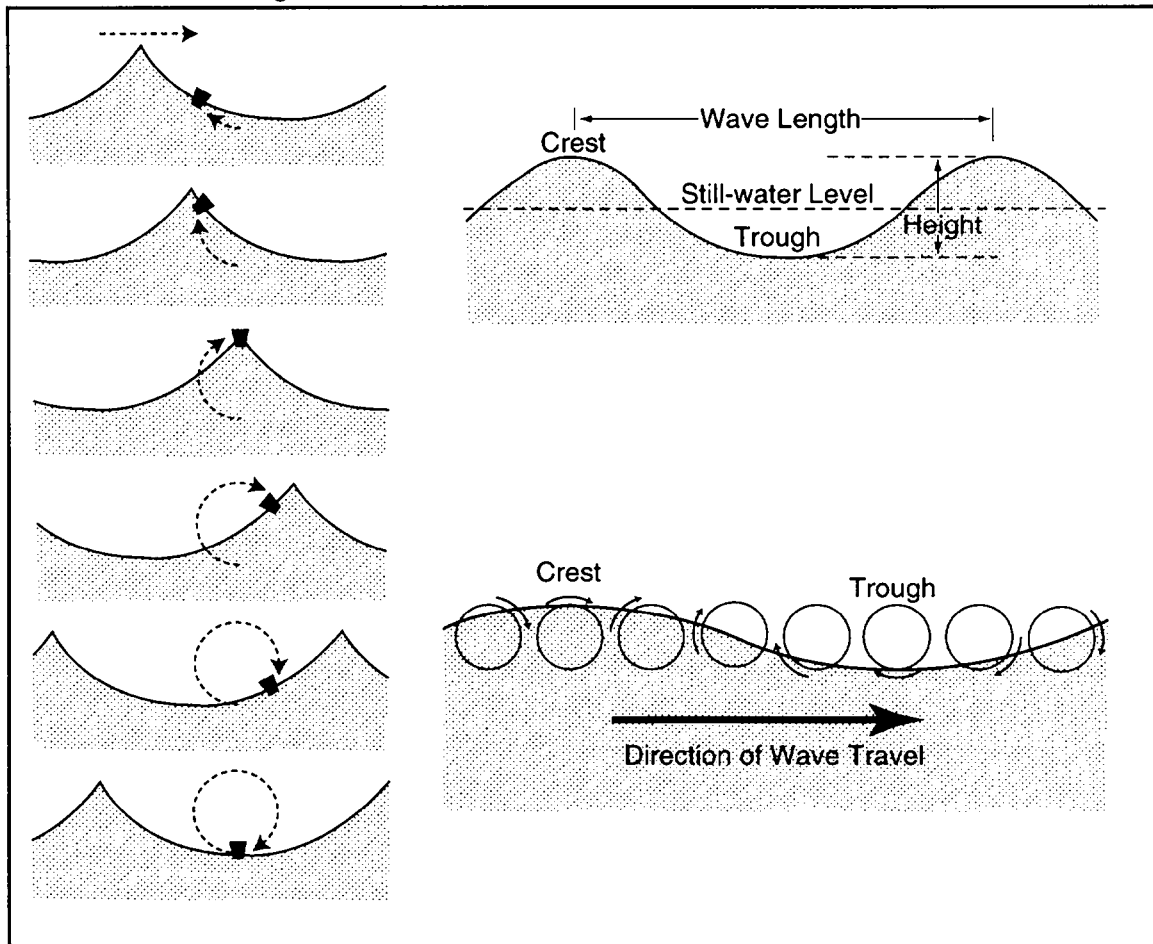 Wave Length
Crest
Still-water Level
Trough
Height
Crest
Trough
Direction of Wave Travel